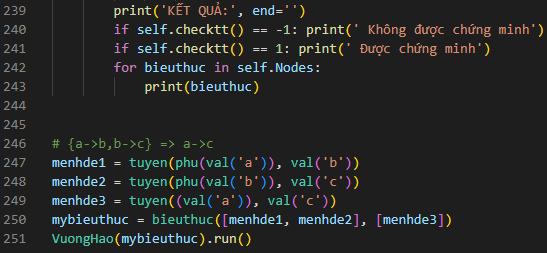 239 print('KẾT QUẢ:', end='')
240 if self.checktt() == -1: print(' Không được chứng minh')
241 if self.checktt() == 1: print(' Được chứng minh')
242 for bieuthuc in self.Nodes:
243 print(bieuthuc)
244
245
246 # {a->b,b->c} => a->c
247 menhde1 = tuyen(phu(val('a')), val('b'))
248 menhde2 = tuyen(phu(val('b')), val('c'))
249 menhde3 = tuyen((val('a')), val('c'))
250 mybieuthuc = bieuthuc([menhde1, menhde2], [menhde3])
251 VuongHao(mybieuthuc).run()